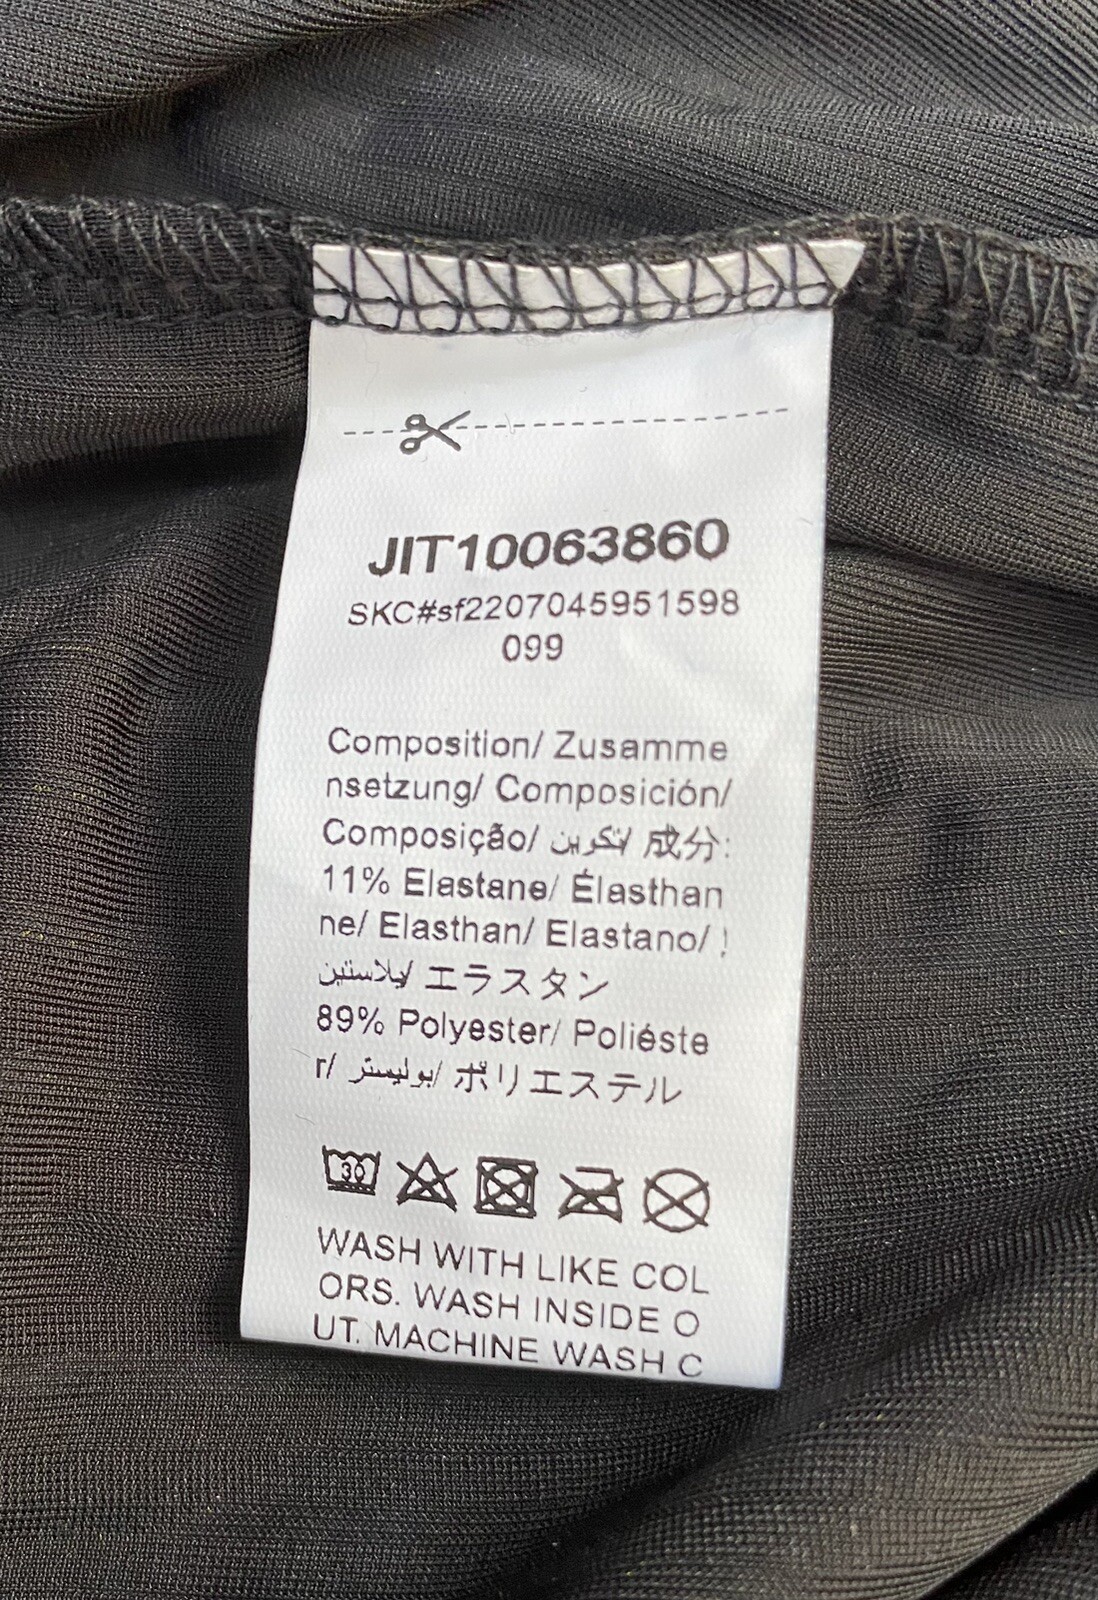 JIT10063860
SKC#sf2207045951598
099
Composition/ Zusamme
nsetzung/ Composición/
Composição/ تكوين/ 成分:
11% Elastane/ Élasthan
ne/ Elasthan/ Elastano/ إ
يلاستين/ エラスタン
89% Polyester/ Poliéste
r/ بوليستر/ ポリエステル
30
WASH WITH LIKE COL
ORS. WASH INSIDE O
UT. MACHINE WASH C